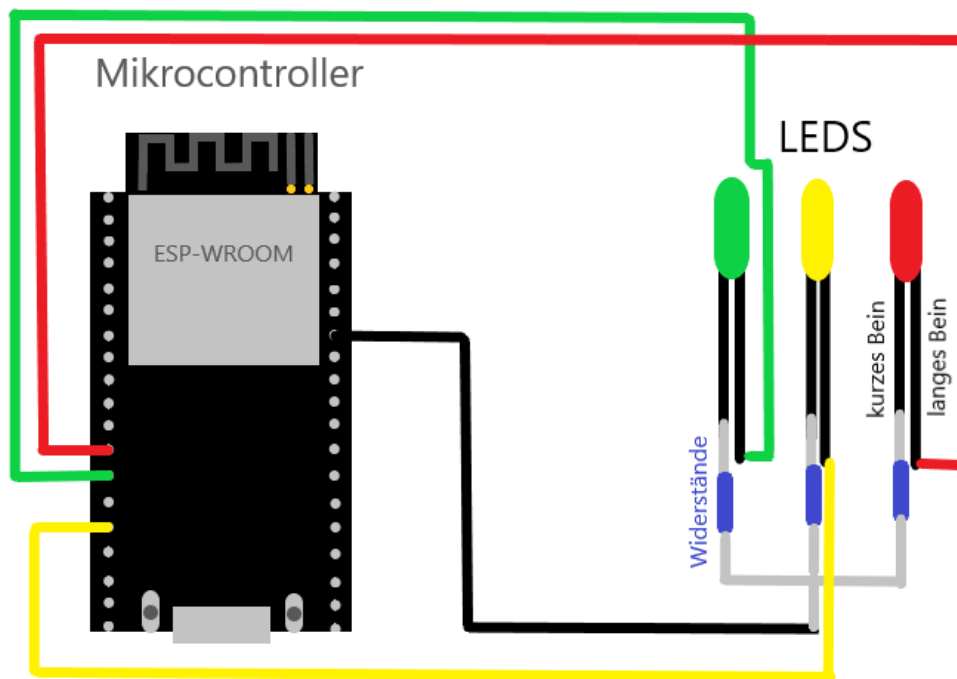 Mikrocontroller
LEDS
ESP-WROOM
kurzes Bein
langes Bein
Widerstände